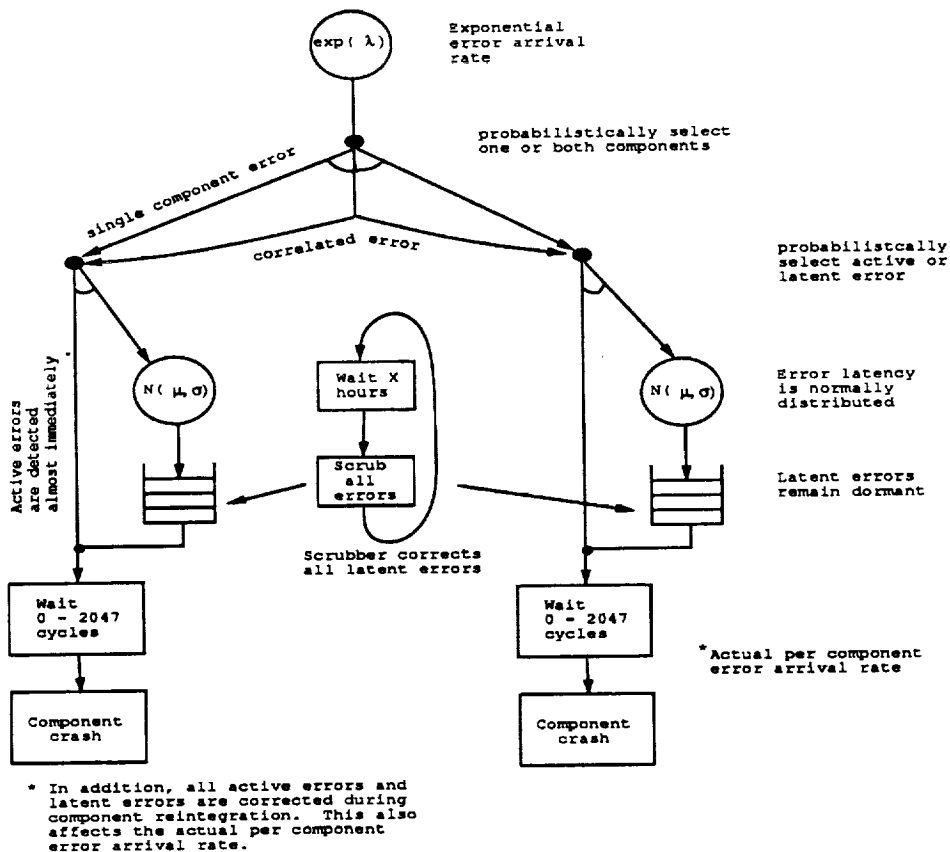 exp( λ)
Exponential
error arrival
rate
probabilistically select
one or both components
single component error
correlated error
probabilistcally
select active or
latent error
Active errors
are detected
almost immediately
N( μ,σ)
Wait X
hours
N( μ,σ)
Error latency
is normally
distributed
Scrub
all
errors
Latent errors
remain dormant
Scrubber corrects
all latent errors
Wait
0 - 2047
cycles
Wait
0 - 2047
cycles
*Actual per component
error arrival rate
Component
crash
Component
crash
* In addition, all active errors and
latent errors are corrected during
component reintegration. This also
affects the actual per component
error arrival rate.